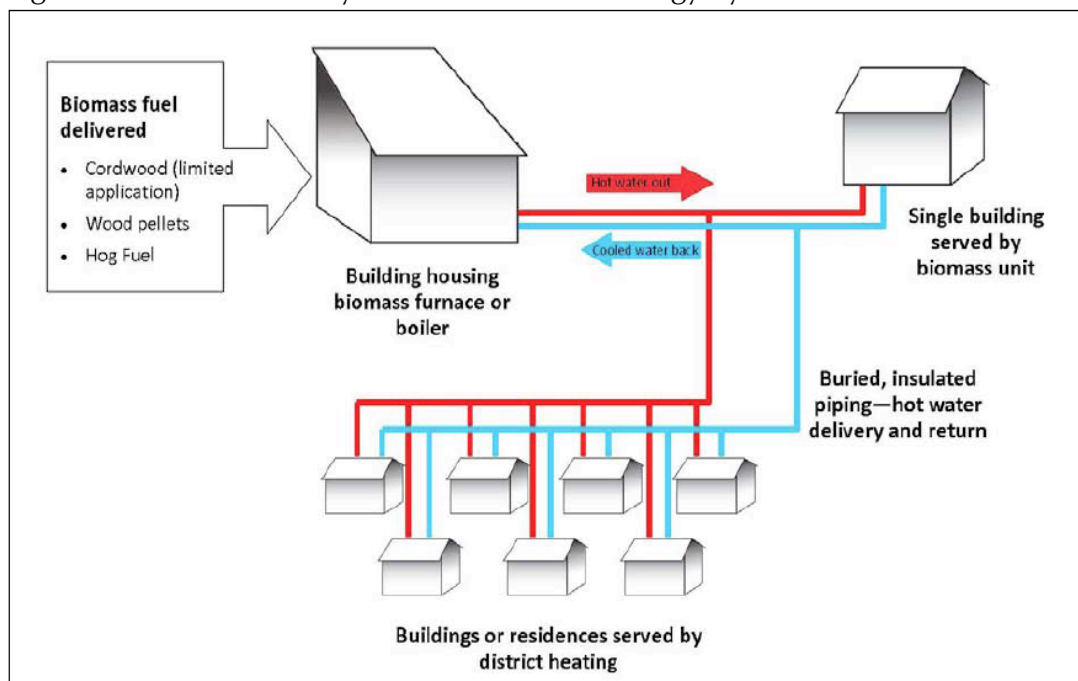 Biomass fuel
delivered
• Cordwood (limited
application)
• Wood pellets
• Hog Fuel
Building housing
biomass furnace or
boiler
Hot water out
Cooled water back
Single building
served by
biomass unit
Buried, insulated
piping—hot water
delivery and return
Buildings or residences served by
district heating